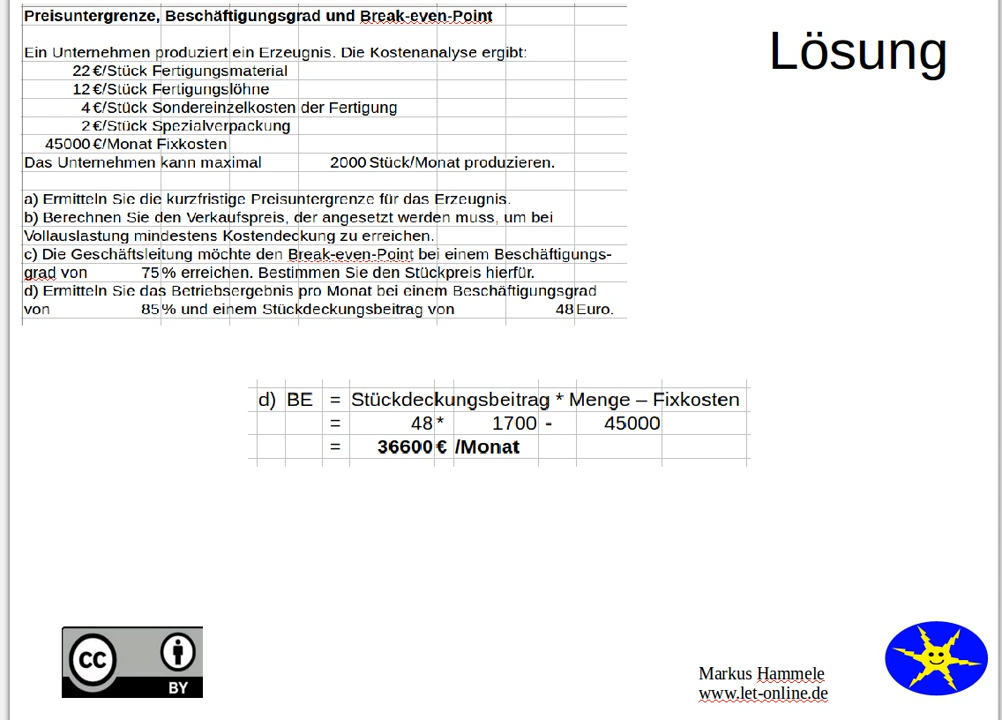 Preisuntergrenze, Beschäftigungsgrad und Break-even-Point
Lösung
Ein Unternehmen produziert ein Erzeugnis. Die Kostenanalyse ergibt:
22 €/Stück Fertigungsmaterial
12 €/Stück Fertigungslöhne
4 €/Stück Sondereinzelkosten der Fertigung
2 €/Stück Spezialverpackung
45000 €/Monat Fixkosten
Das Unternehmen kann maximal 2000 Stück/Monat produzieren.
a) Ermitteln Sie die kurzfristige Preisuntergrenze für das Erzeugnis.
b) Berechnen Sie den Verkaufspreis, der angesetzt werden muss, um bei
Vollauslastung mindestens Kostendeckung zu erreichen.
c) Die Geschäftsleitung möchte den Break-even-Point bei einem Beschäftigungs-
grad von 75 % erreichen. Bestimmen Sie den Stückpreis hierfür.
d) Ermitteln Sie das Betriebsergebnis pro Monat bei einem Beschäftigungsgrad
von 85 % und einem Stückdeckungsbeitrag von 48 Euro.
d) BE = Stückdeckungsbeitrag * Menge – Fixkosten
= 48 * 1700 - 45000
= 36600 € /Monat
CC BY
Markus Hammele
www.let-online.de